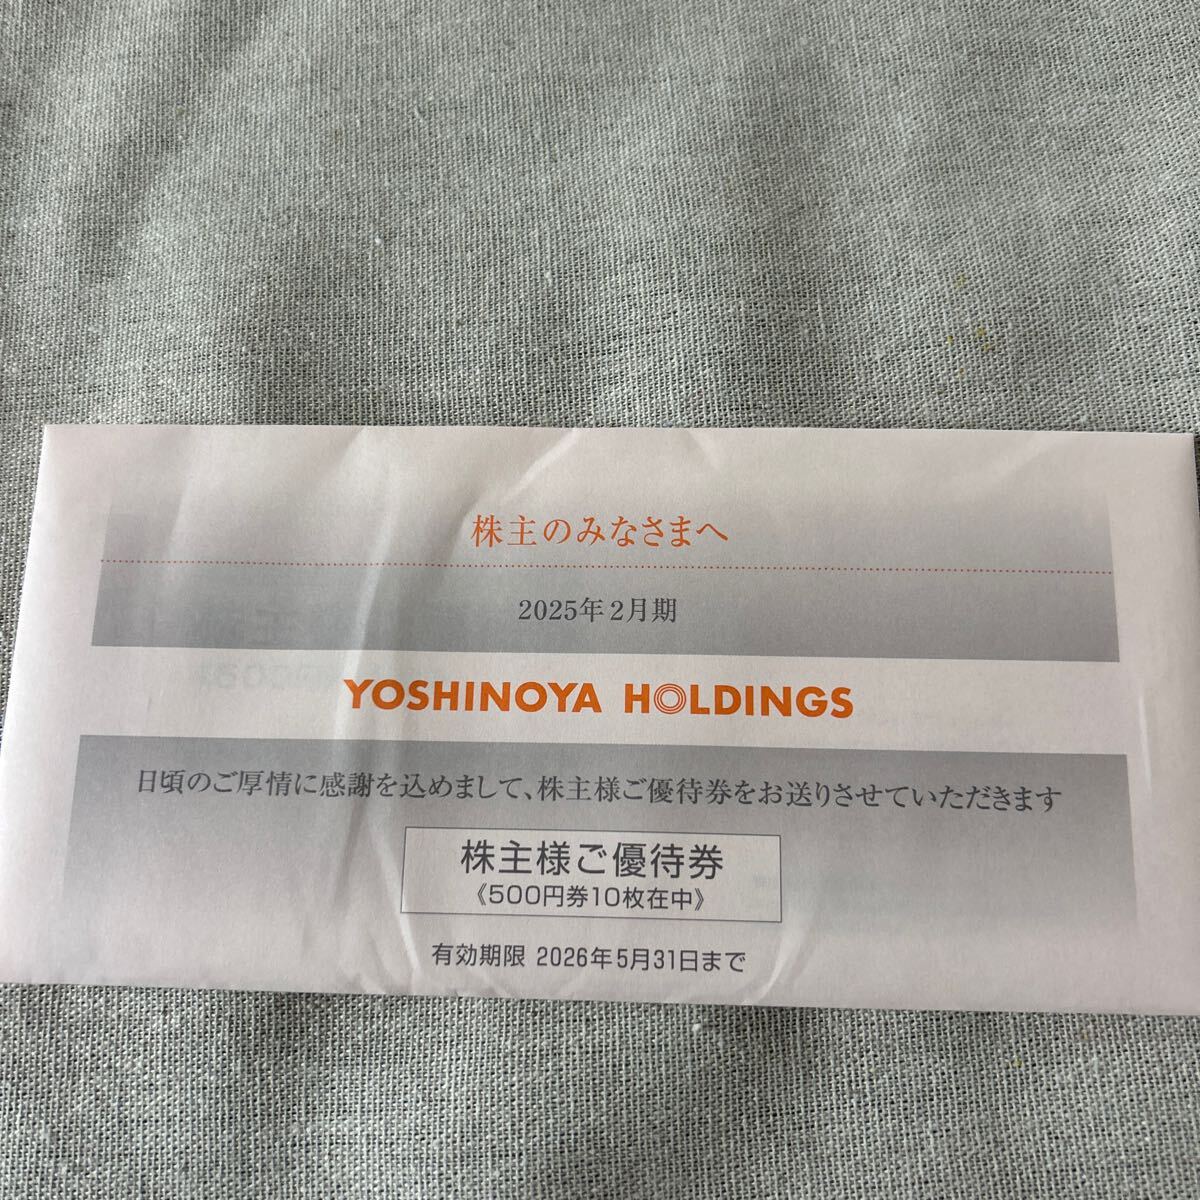 株主のみなさまへ
2025年2月期
YOSHINOYA HOLDINGS
日頃のご厚情に感謝を込めまして、株主様ご優待券をお送りさせていただきます
株主様ご優待券
《500円券10枚在中》
有効期限 2026年5月31日まで